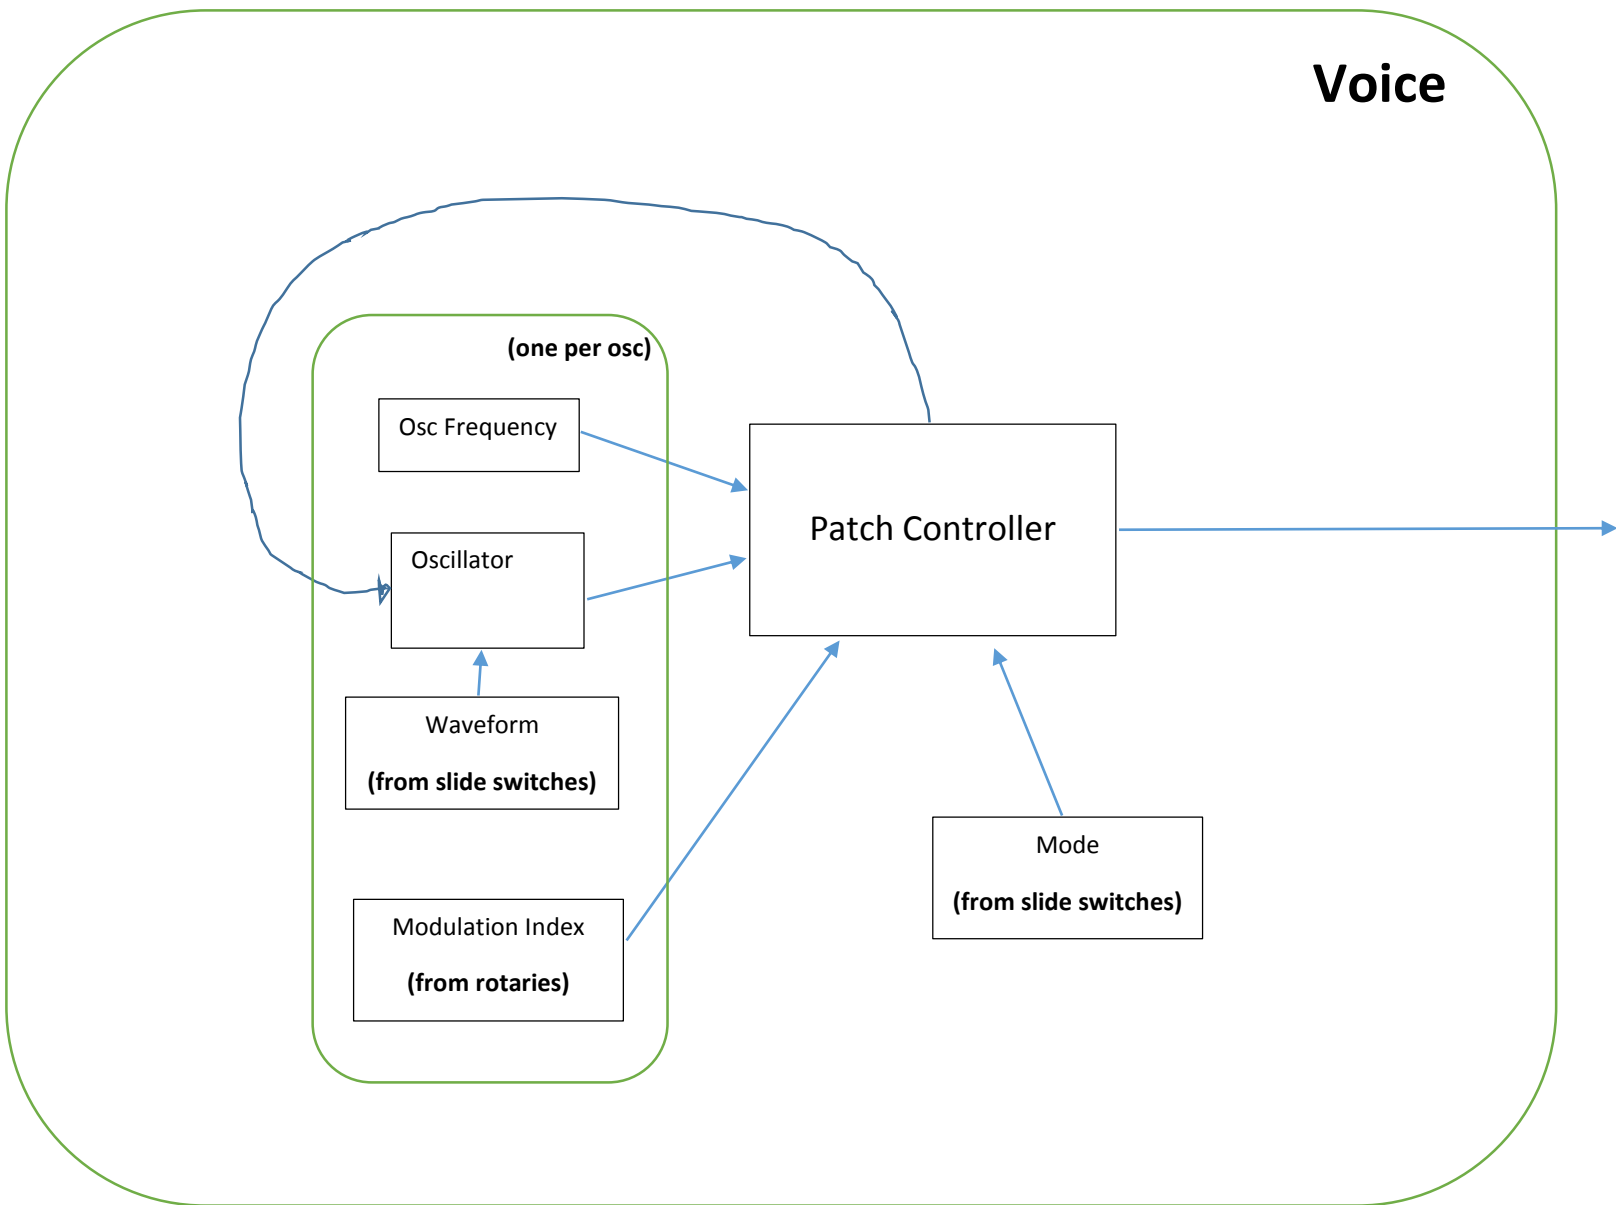 Voice
(one per osc)
Osc Frequency
Oscillator
Patch Controller
Waveform
(from slide switches)
Mode
(from slide switches)
Modulation Index
(from rotaries)